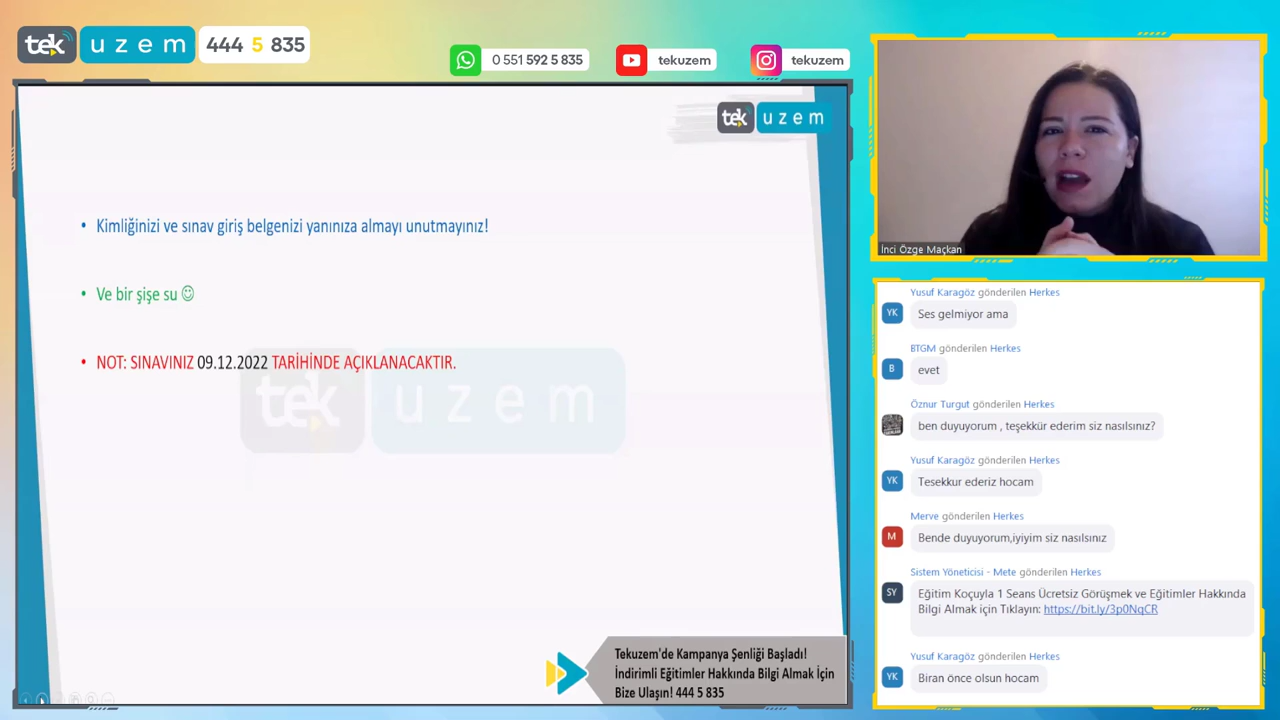 tek uzem 444 5 835
0 551 592 5 835
tekuzem
tekuzem
tek uzem
Kimliğinizi ve sınav giriş belgenizi yanınıza almayı unutmayınız!
Ve bir şişe su ☺
NOT: SINAVINIZ 09.12.2022 TARİHİNDE AÇIKLANACAKTIR.
tek uzem
Tekuzem'de Kampanya Şenliği Başladı!
İndirimli Eğitimler Hakkında Bilgi Almak İçin
Bize Ulaşın! 444 5 835
İnci Özge Maçkan
Yusuf Karagöz gönderilen Herkes
YK Ses gelmiyor ama
BTGM gönderilen Herkes
B evet
Öznur Turgut gönderilen Herkes
ben duyuyorum , teşekkür ederim siz nasılsınız?
Yusuf Karagöz gönderilen Herkes
YK Tesekkur ederiz hocam
Merve gönderilen Herkes
M Bende duyuyorum,iyiyim siz nasılsınız
Sistem Yöneticisi - Mete gönderilen Herkes
SY Eğitim Koçuyla 1 Seans Ücretsiz Görüşmek ve Eğitimler Hakkında
Bilgi Almak için Tıklayın: https://bit.ly/3p0NqCR
Yusuf Karagöz gönderilen Herkes
YK Biran önce olsun hocam